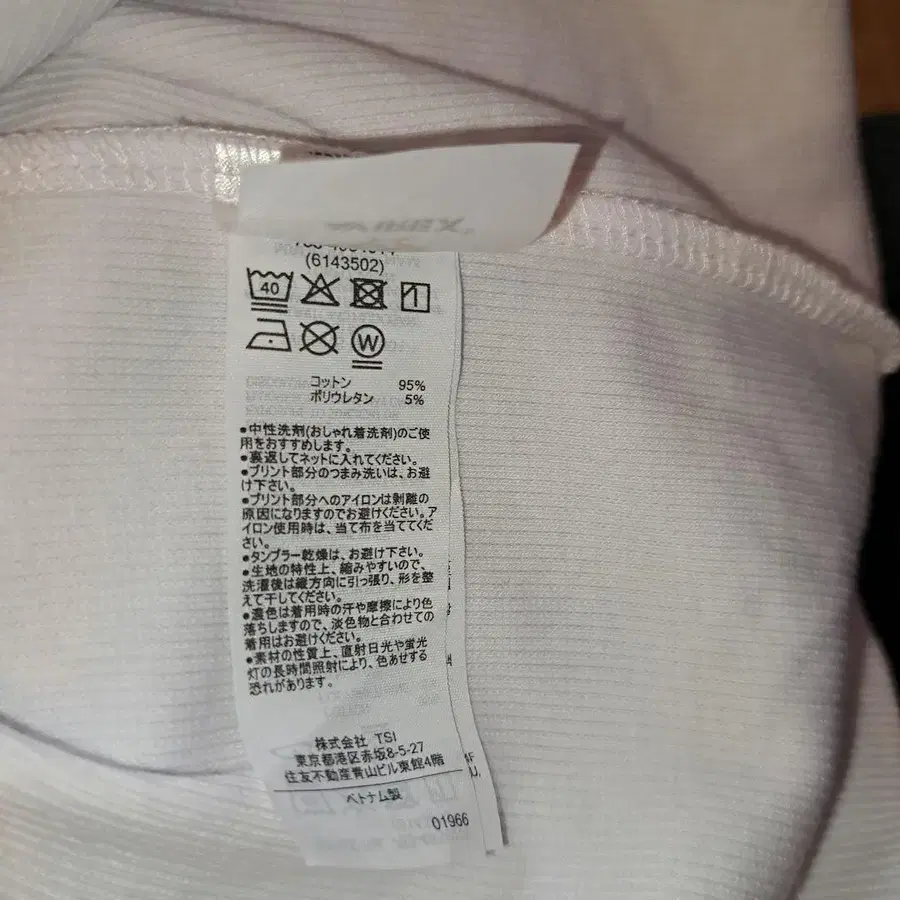 (6143502)
40
W
コットン 95%
ポリウレタン 5%
●中性洗剤(おしゃれ着洗剤)のご使
用をおすすめします。
●裏返してネットに入れてください。
●プリント部分のつまみ洗いは、お避
け下さい。
●プリント部分へのアイロンは剥離の
原因になりますのでお避けください。ア
イロン使用時は、当て布を当ててくだ
さい。
●タンブラー乾燥は、お避け下さい。
●生地の特性上、縮みやすいので、
洗濯後は縦方向に引っ張り、形を整
えて干してください。
●濃色は着用時の汗や摩擦により色
落ちしますので、淡色物と合わせての
着用はお避けください。
●素材の性質上、直射日光や蛍光
灯の長時間照射により、色あせする
恐れがあります。
株式会社 TSI
東京都港区赤坂8-5-27
住友不動産青山ビル東館4階
ベトナム製
01966